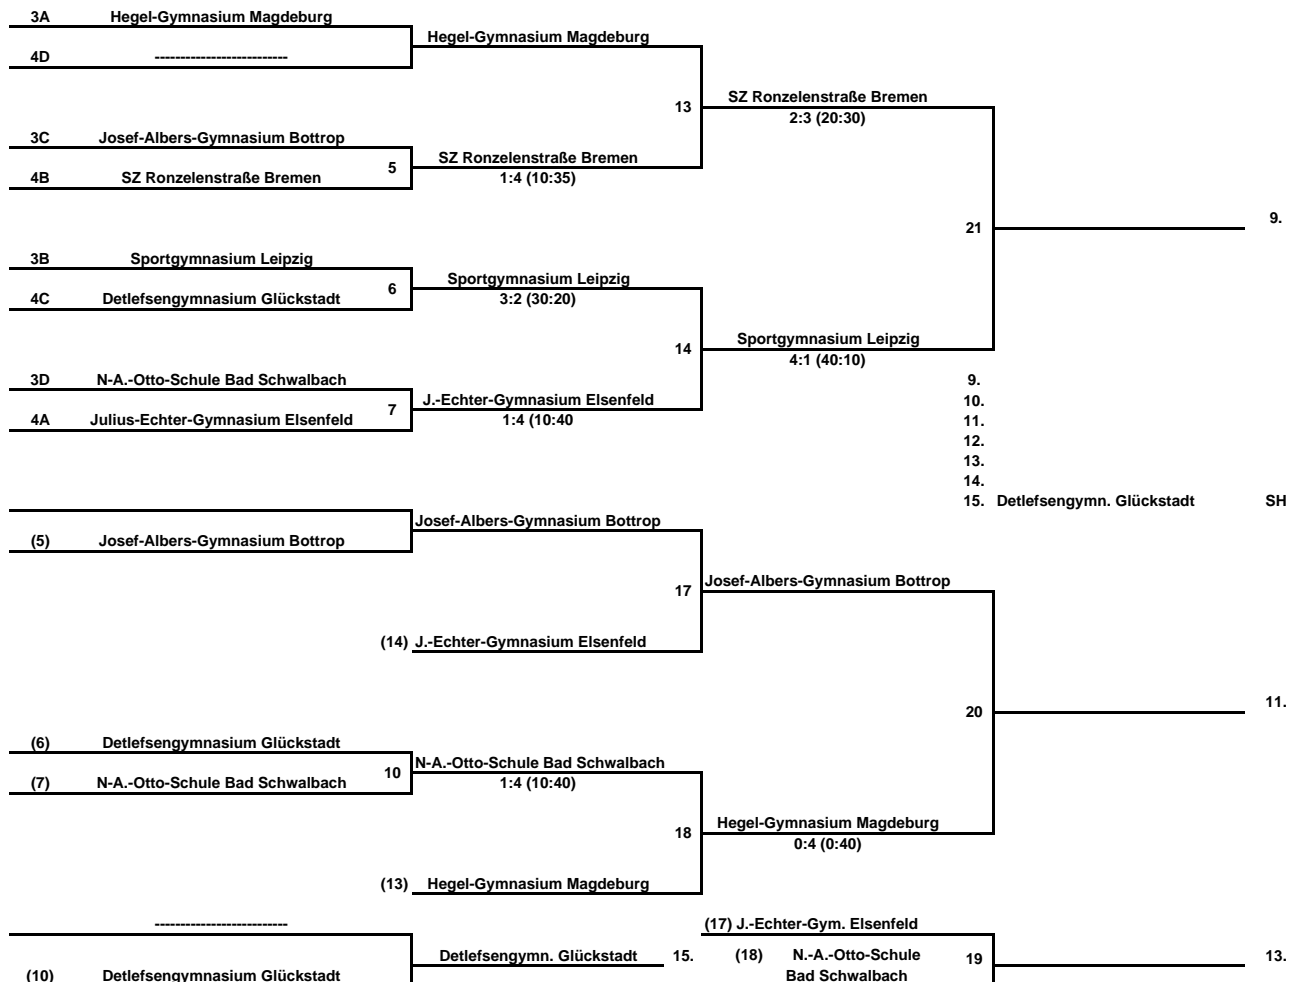 3A Hegel-Gymnasium Magdeburg
Hegel-Gymnasium Magdeburg
4D --------------------------
13 SZ Ronzelenstraße Bremen
2:3 (20:30)
3C Josef-Albers-Gymnasium Bottrop
5 SZ Ronzelenstraße Bremen
4B SZ Ronzelenstraße Bremen
1:4 (10:35)
21 9.
3B Sportgymnasium Leipzig
6 Sportgymnasium Leipzig
4C Detlefsengymnasium Glückstadt
3:2 (30:20)
14 Sportgymnasium Leipzig
4:1 (40:10)
3D N-A.-Otto-Schule Bad Schwalbach
7 J.-Echter-Gymnasium Elsenfeld
4A Julius-Echter-Gymnasium Elsenfeld
1:4 (10:40
9.
10.
11.
12.
13.
14.
15. Detlefsengymn. Glückstadt SH
Josef-Albers-Gymnasium Bottrop
(5) Josef-Albers-Gymnasium Bottrop
17 Josef-Albers-Gymnasium Bottrop
(14) J.-Echter-Gymnasium Elsenfeld
20 11.
(6) Detlefsengymnasium Glückstadt
10 N-A.-Otto-Schule Bad Schwalbach
(7) N-A.-Otto-Schule Bad Schwalbach
1:4 (10:40)
18 Hegel-Gymnasium Magdeburg
0:4 (0:40)
(13) Hegel-Gymnasium Magdeburg
--------------------------
(17) J.-Echter-Gym. Elsenfeld
Detlefsengymn. Glückstadt 15.
(18) N.-A.-Otto-Schule 19 13.
(10) Detlefsengymnasium Glückstadt
Bad Schwalbach